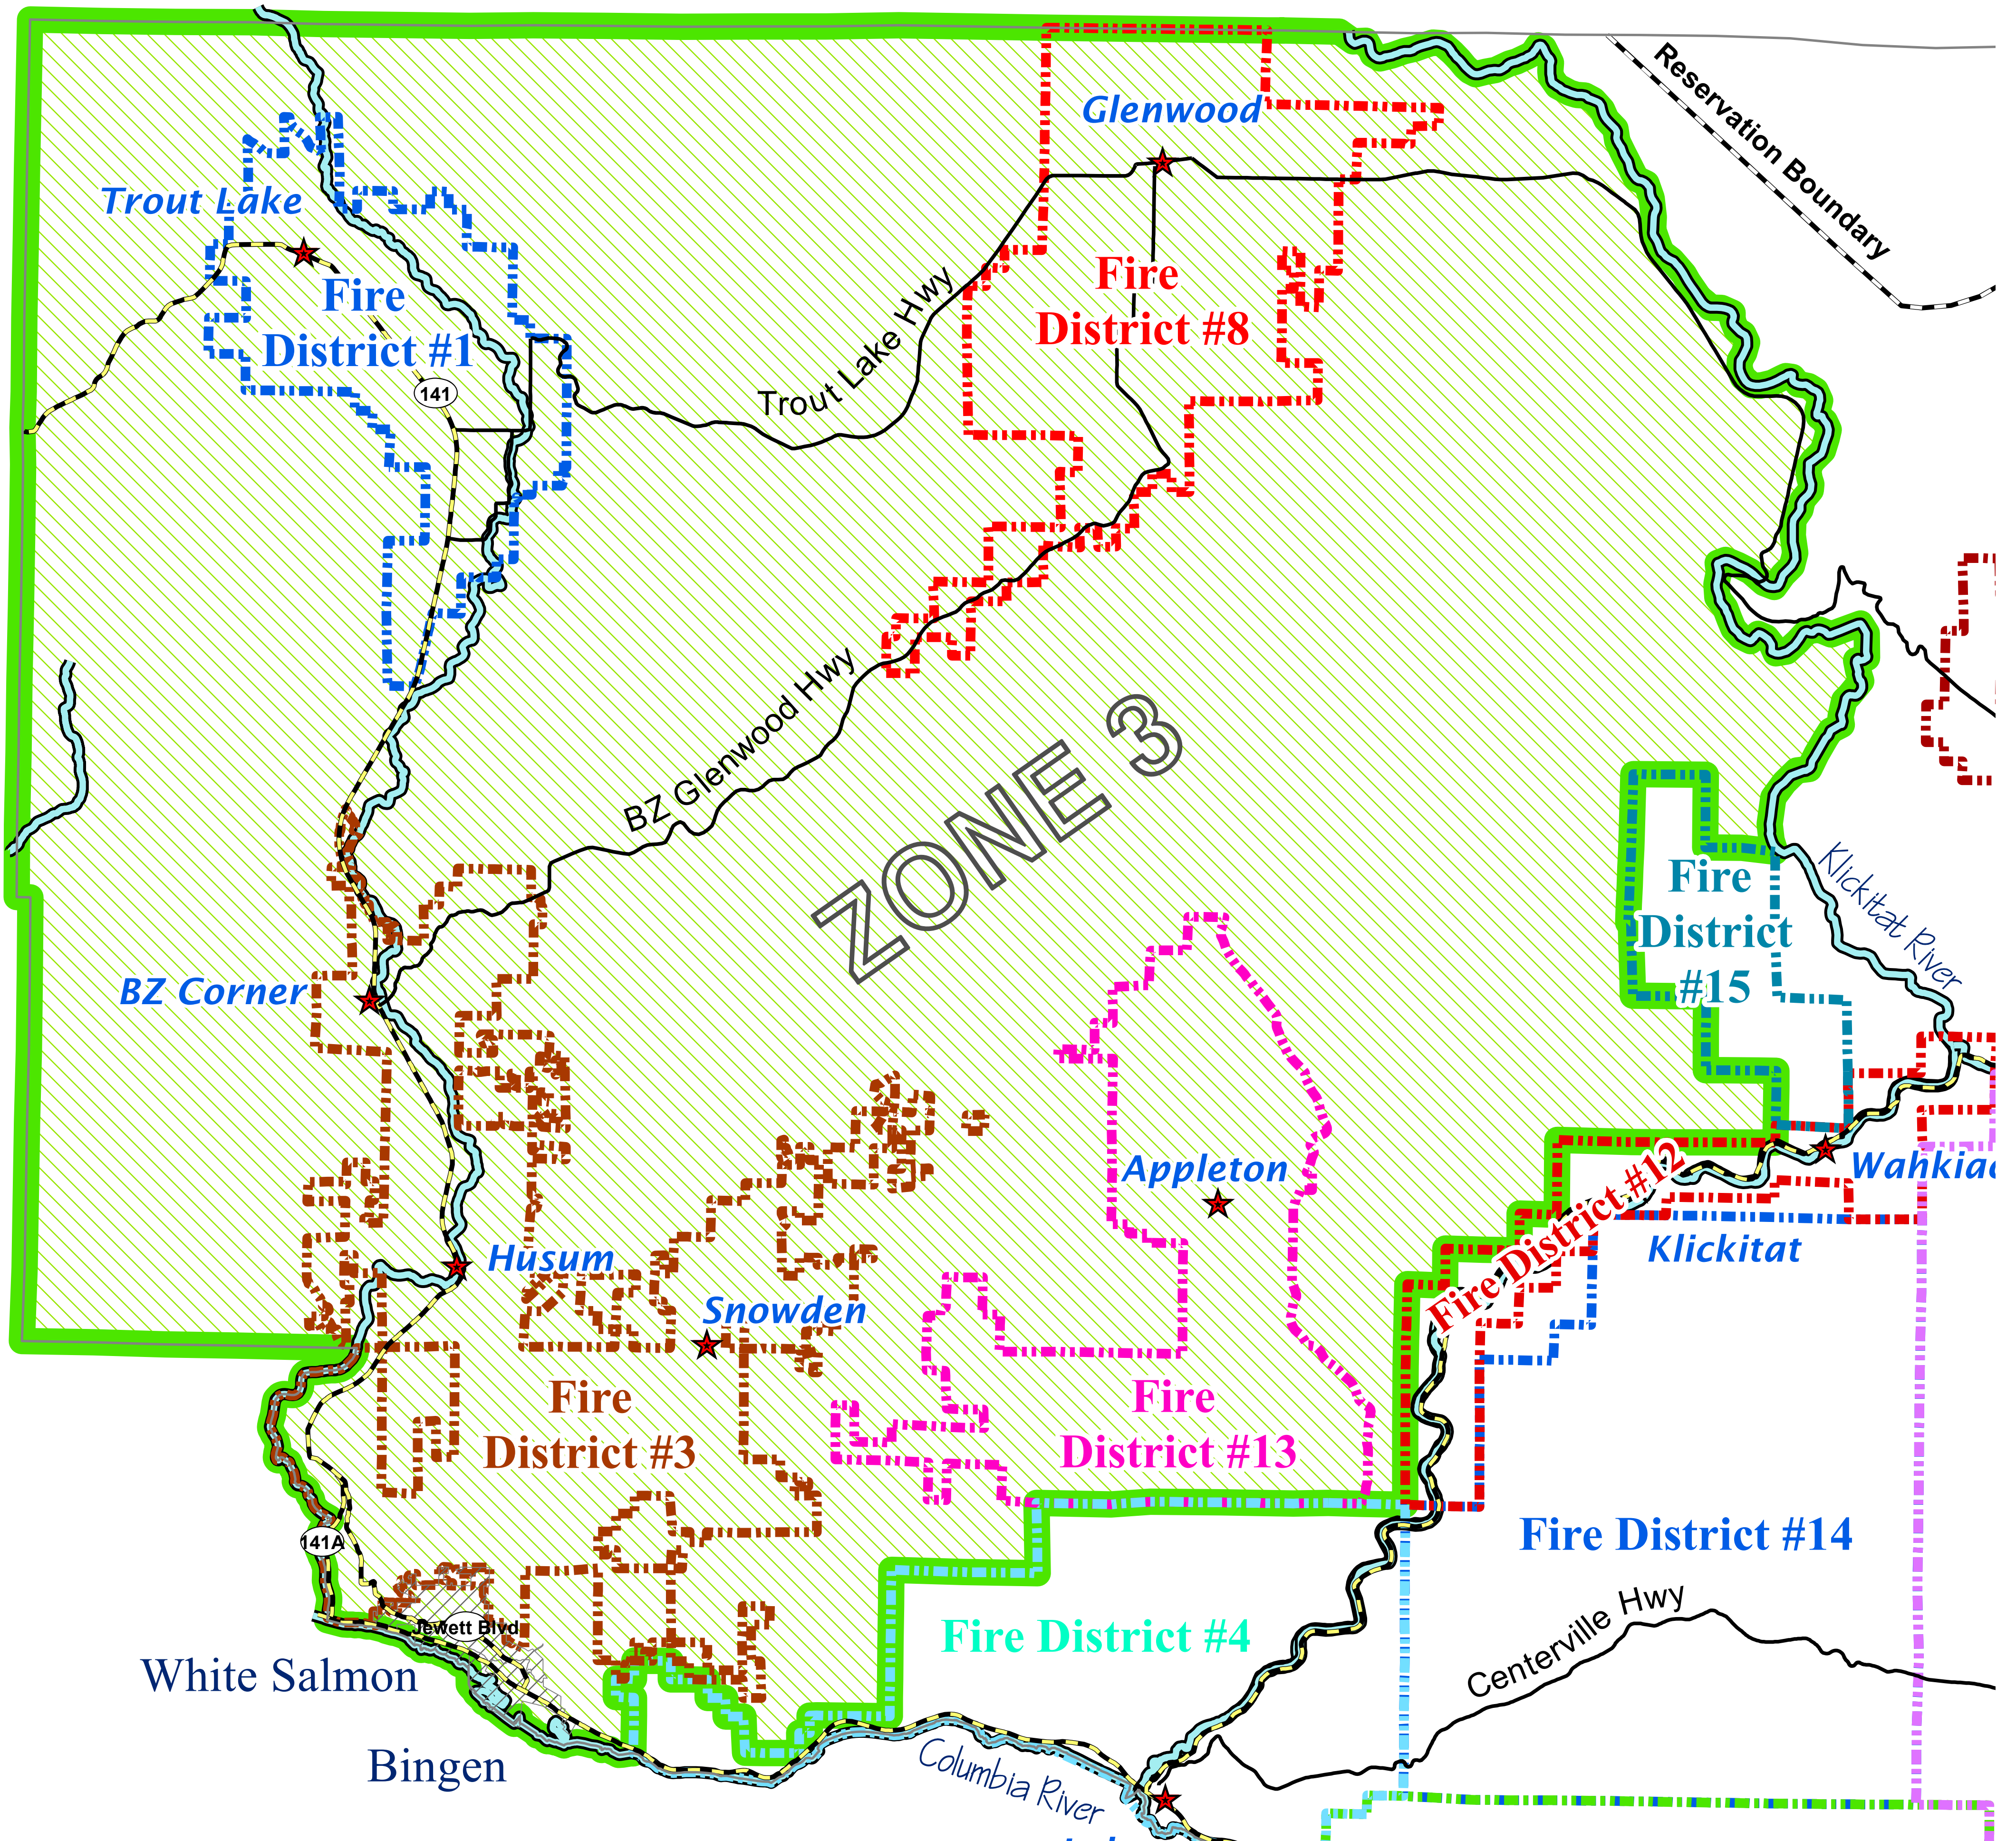 Reservation Boundary
Glenwood
Trout Lake
Fire
District #1
Fire
District #8
141
Trout Lake Hwy
BZ Glenwood Hwy
ZONE 3
Fire
District
#15
Klickitat River
BZ Corner
Appleton
Wahkiac
Fire District #12
Klickitat
Husum
Snowden
Fire
District #3
Fire
District #13
Fire District #14
141A
Jewett Blvd
Fire District #4
Centerville Hwy
White Salmon
Bingen
Columbia River